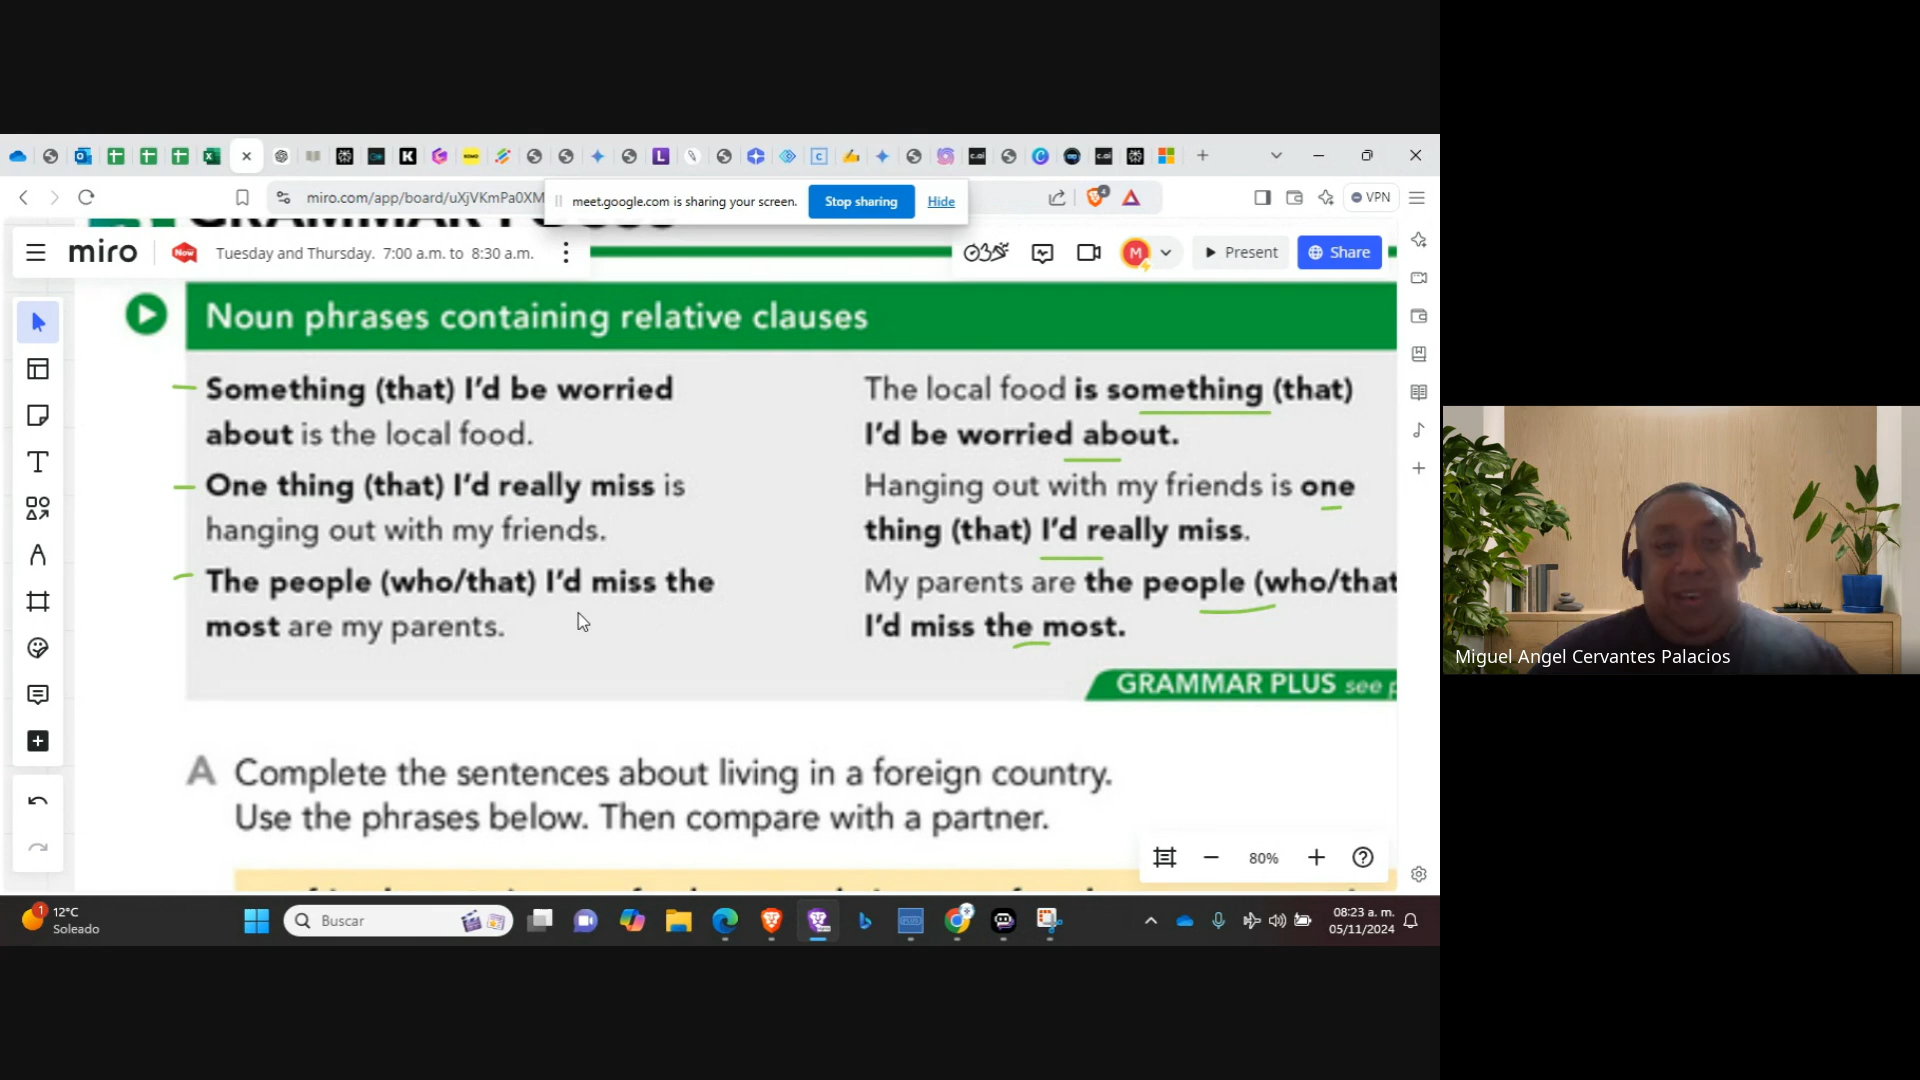 miro.com/app/board/uXjVKmPa0XM
meet.google.com is sharing your screen.
Stop sharing
Hide
VPN
miro
Now
Tuesday and Thursday. 7:00 a.m. to 8:30 a.m.
M
Present
Share
Noun phrases containing relative clauses
Something (that) I'd be worried
about is the local food.
One thing (that) I'd really miss is
hanging out with my friends.
The people (who/that) I'd miss the
most are my parents.
The local food is something (that)
I'd be worried about.
Hanging out with my friends is one
thing (that) I'd really miss.
My parents are the people (who/that
I'd miss the most.
GRAMMAR PLUS see p
A Complete the sentences about living in a foreign country.
Use the phrases below. Then compare with a partner.
80%
Miguel Angel Cervantes Palacios
1
12°C
Soleado
Buscar
08:23 a. m.
05/11/2024